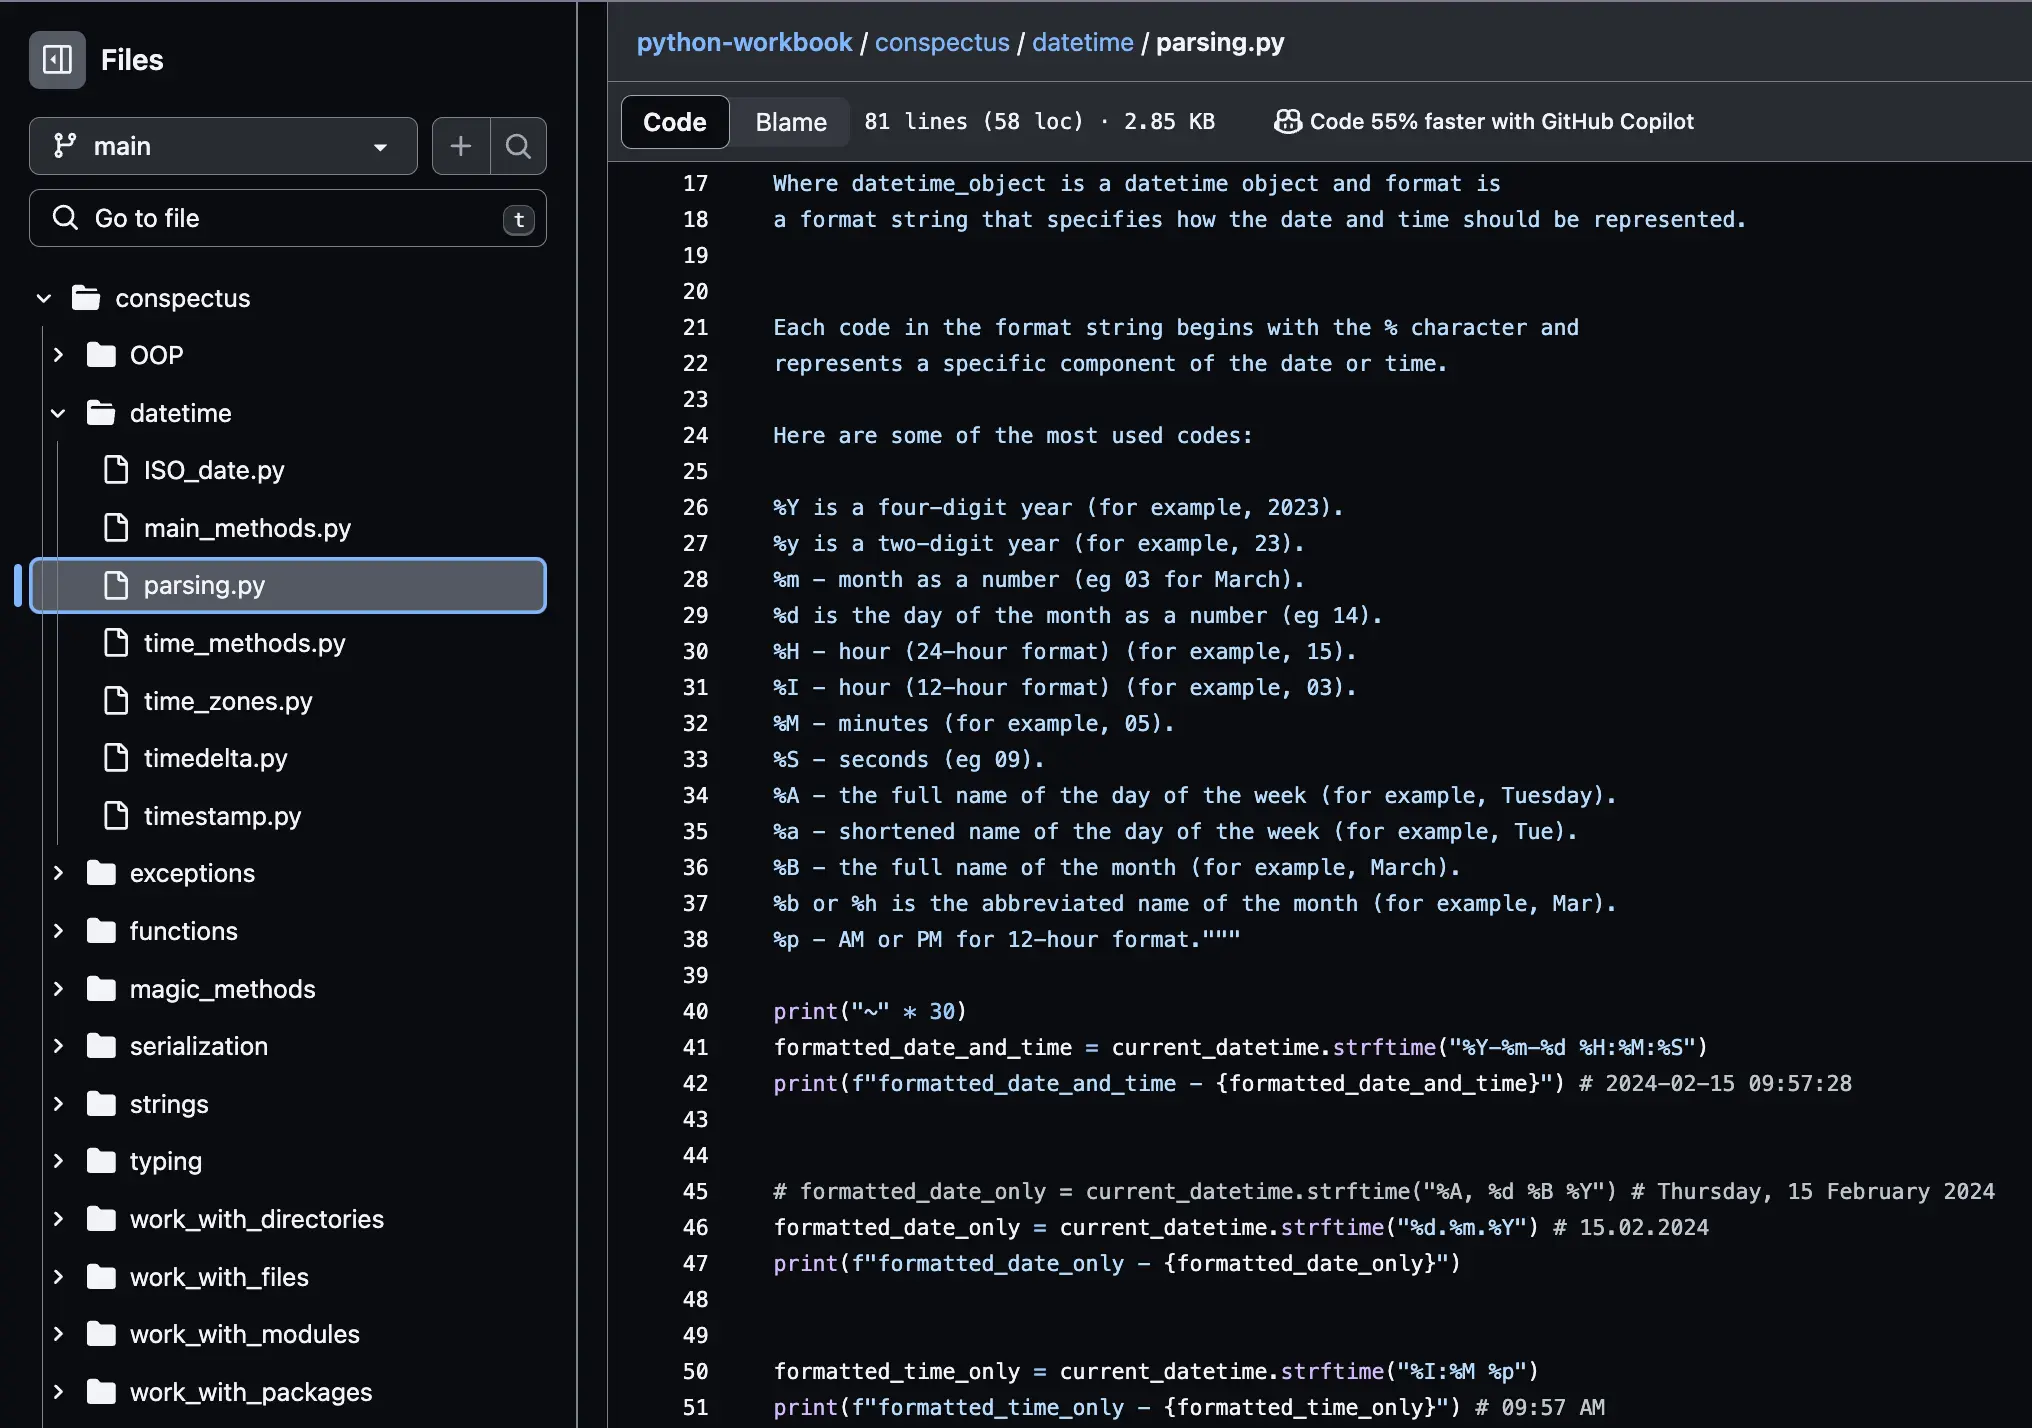 Files
main
Go to file
t
conspectus
OOP
datetime
ISO_date.py
main_methods.py
parsing.py
time_methods.py
time_zones.py
timedelta.py
timestamp.py
exceptions
functions
magic_methods
serialization
strings
typing
work_with_directories
work_with_files
work_with_modules
work_with_packages
python-workbook / conspectus / datetime / parsing.py
Code Blame 81 lines (58 loc) · 2.85 KB Code 55% faster with GitHub Copilot
17 Where datetime_object is a datetime object and format is
18 a format string that specifies how the date and time should be represented.
19
20
21 Each code in the format string begins with the % character and
22 represents a specific component of the date or time.
23
24 Here are some of the most used codes:
25
26 %Y is a four-digit year (for example, 2023).
27 %y is a two-digit year (for example, 23).
28 %m - month as a number (eg 03 for March).
29 %d is the day of the month as a number (eg 14).
30 %H - hour (24-hour format) (for example, 15).
31 %I - hour (12-hour format) (for example, 03).
32 %M - minutes (for example, 05).
33 %S - seconds (eg 09).
34 %A - the full name of the day of the week (for example, Tuesday).
35 %a - shortened name of the day of the week (for example, Tue).
36 %B - the full name of the month (for example, March).
37 %b or %h is the abbreviated name of the month (for example, Mar).
38 %p - AM or PM for 12-hour format."""
39
40 print("~" * 30)
41 formatted_date_and_time = current_datetime.strftime("%Y-%m-%d %H:%M:%S")
42 print(f"formatted_date_and_time - {formatted_date_and_time}") # 2024-02-15 09:57:28
43
44
45 # formatted_date_only = current_datetime.strftime("%A, %d %B %Y") # Thursday, 15 February 2024
46 formatted_date_only = current_datetime.strftime("%d.%m.%Y") # 15.02.2024
47 print(f"formatted_date_only - {formatted_date_only}")
48
49
50 formatted_time_only = current_datetime.strftime("%I:%M %p")
51 print(f"formatted_time_only - {formatted_time_only}") # 09:57 AM